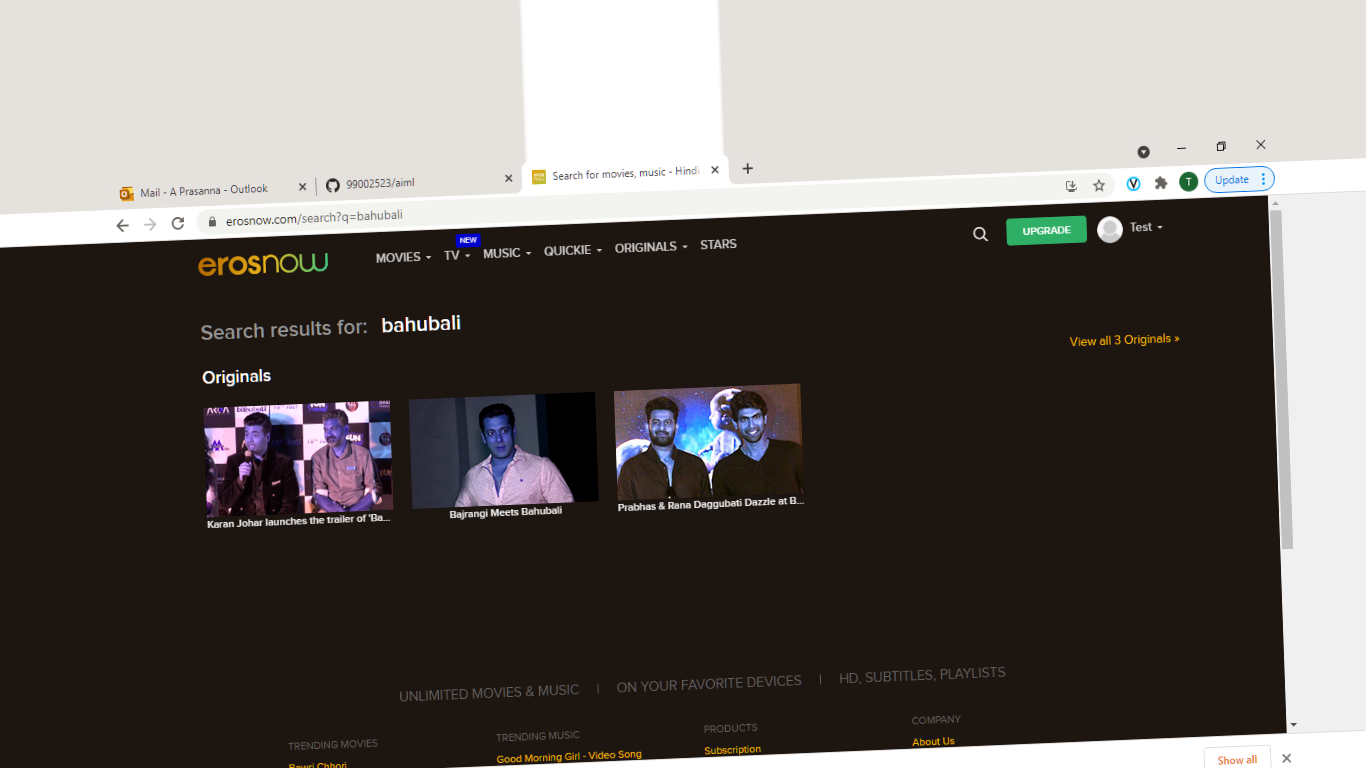 Mail - A Prasanna - Outlook
99002523/aiml
Search for movies, music - Hindi
erosnow.com/search?q=bahubali
T
Update
erosnow
MOVIES
NEW
TV
MUSIC
QUICKIE
ORIGINALS
STARS
UPGRADE
Test
Search results for: bahubali
View all 3 Originals »
Originals
Karan Johar launches the trailer of 'Ba...
Bajrangi Meets Bahubali
Prabhas & Rana Daggubati Dazzle at B...
UNLIMITED MOVIES & MUSIC | ON YOUR FAVORITE DEVICES | HD, SUBTITLES, PLAYLISTS
TRENDING MOVIES
Bawri Chhori
TRENDING MUSIC
Good Morning Girl - Video Song
PRODUCTS
Subscription
COMPANY
About Us
Show all